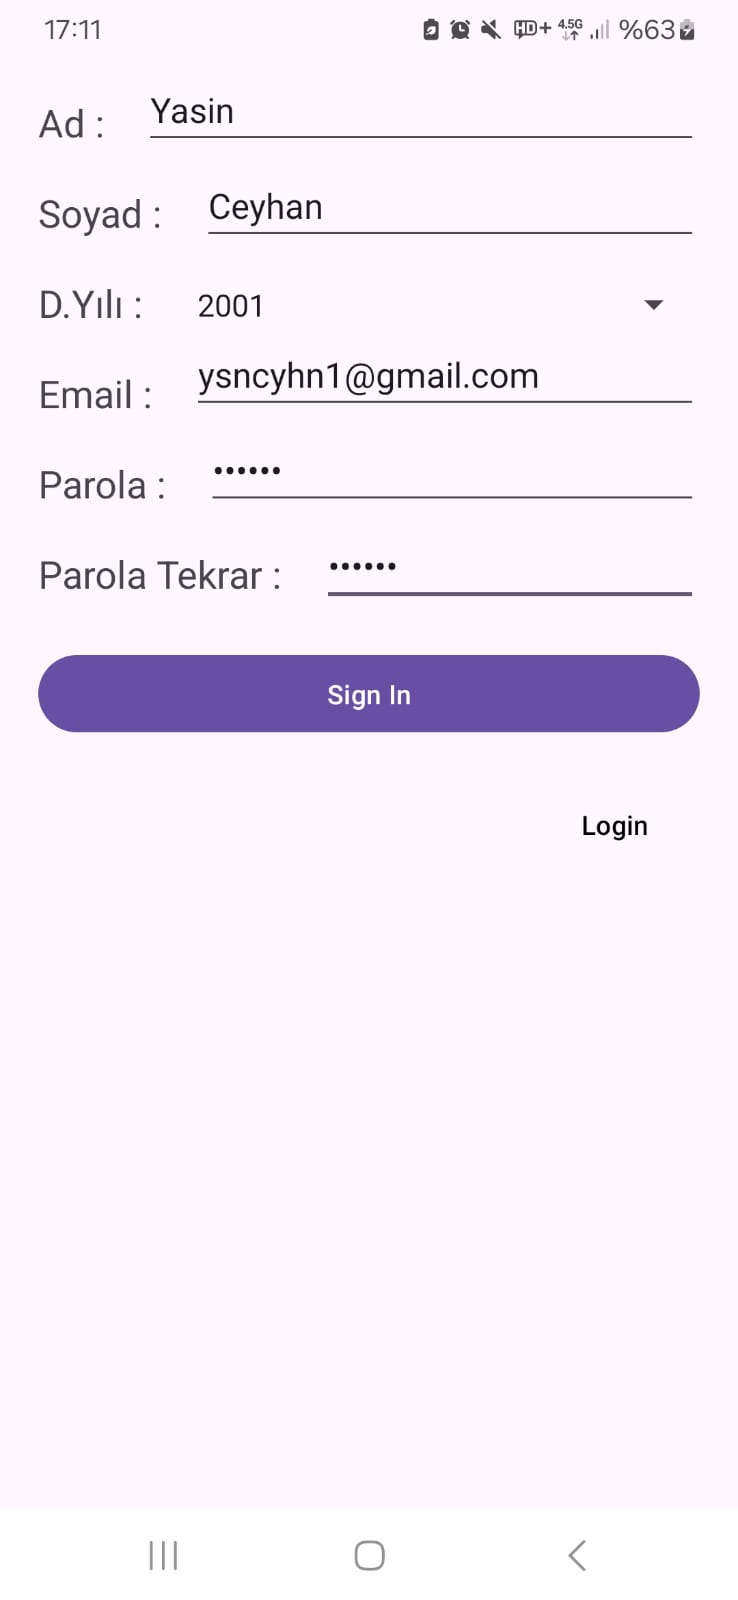 17:11 HD+ 4.5G %63
Ad : Yasin
Soyad : Ceyhan
D.Yılı : 2001
Email : ysncyhn1@gmail.com
Parola : ••••••
Parola Tekrar : ••••••
Sign In
Login